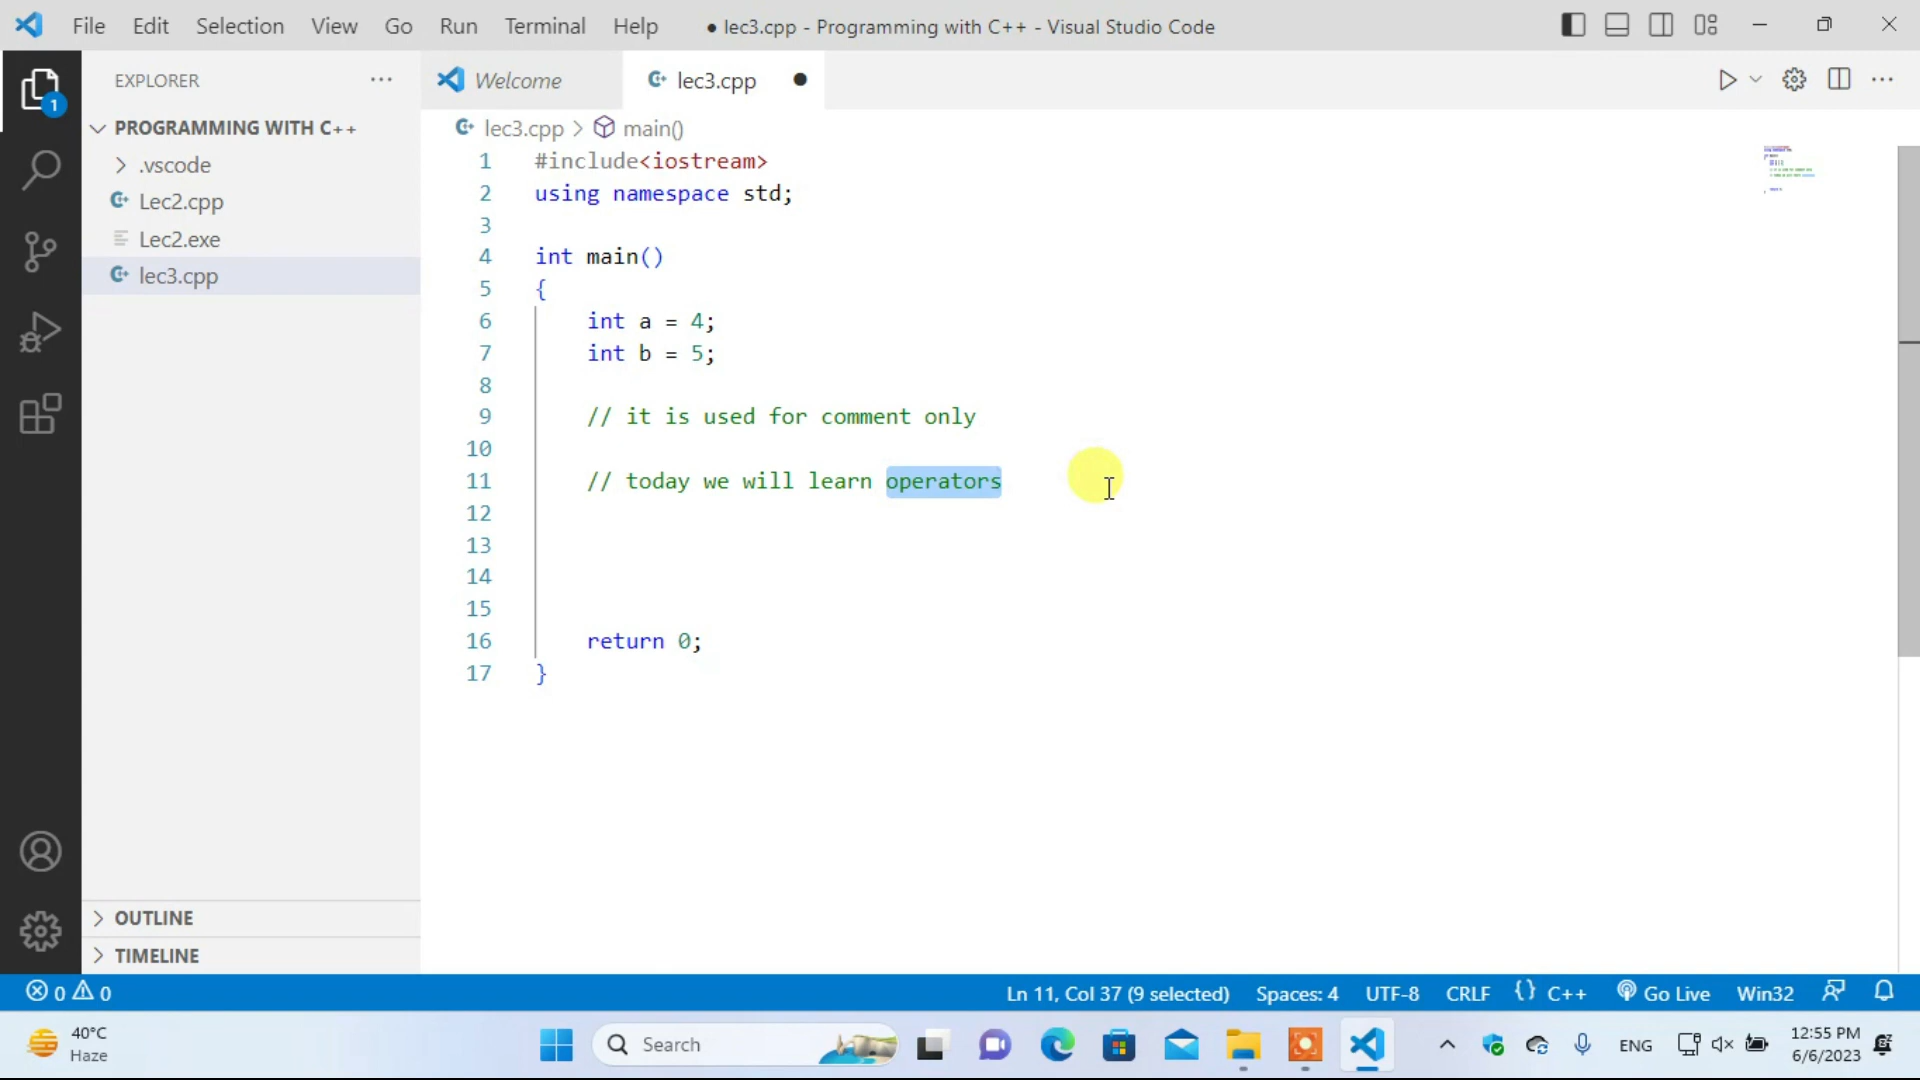 File Edit Selection View Go Run Terminal Help ● lec3.cpp - Programming with C++ - Visual Studio Code
EXPLORER ···
Welcome
lec3.cpp ●
1
PROGRAMMING WITH C++
.vscode
Lec2.cpp
Lec2.exe
lec3.cpp
lec3.cpp > main()
1 #include<iostream>
2 using namespace std;
3
4 int main()
5 {
6 int a = 4;
7 int b = 5;
8
9 // it is used for comment only
10
11 // today we will learn operators
12
13
14
15
16 return 0;
17 }
OUTLINE
TIMELINE
0 0 Ln 11, Col 37 (9 selected) Spaces: 4 UTF-8 CRLF {} C++ Go Live Win32
40°C
Haze
Search
ENG
12:55 PM
6/6/2023